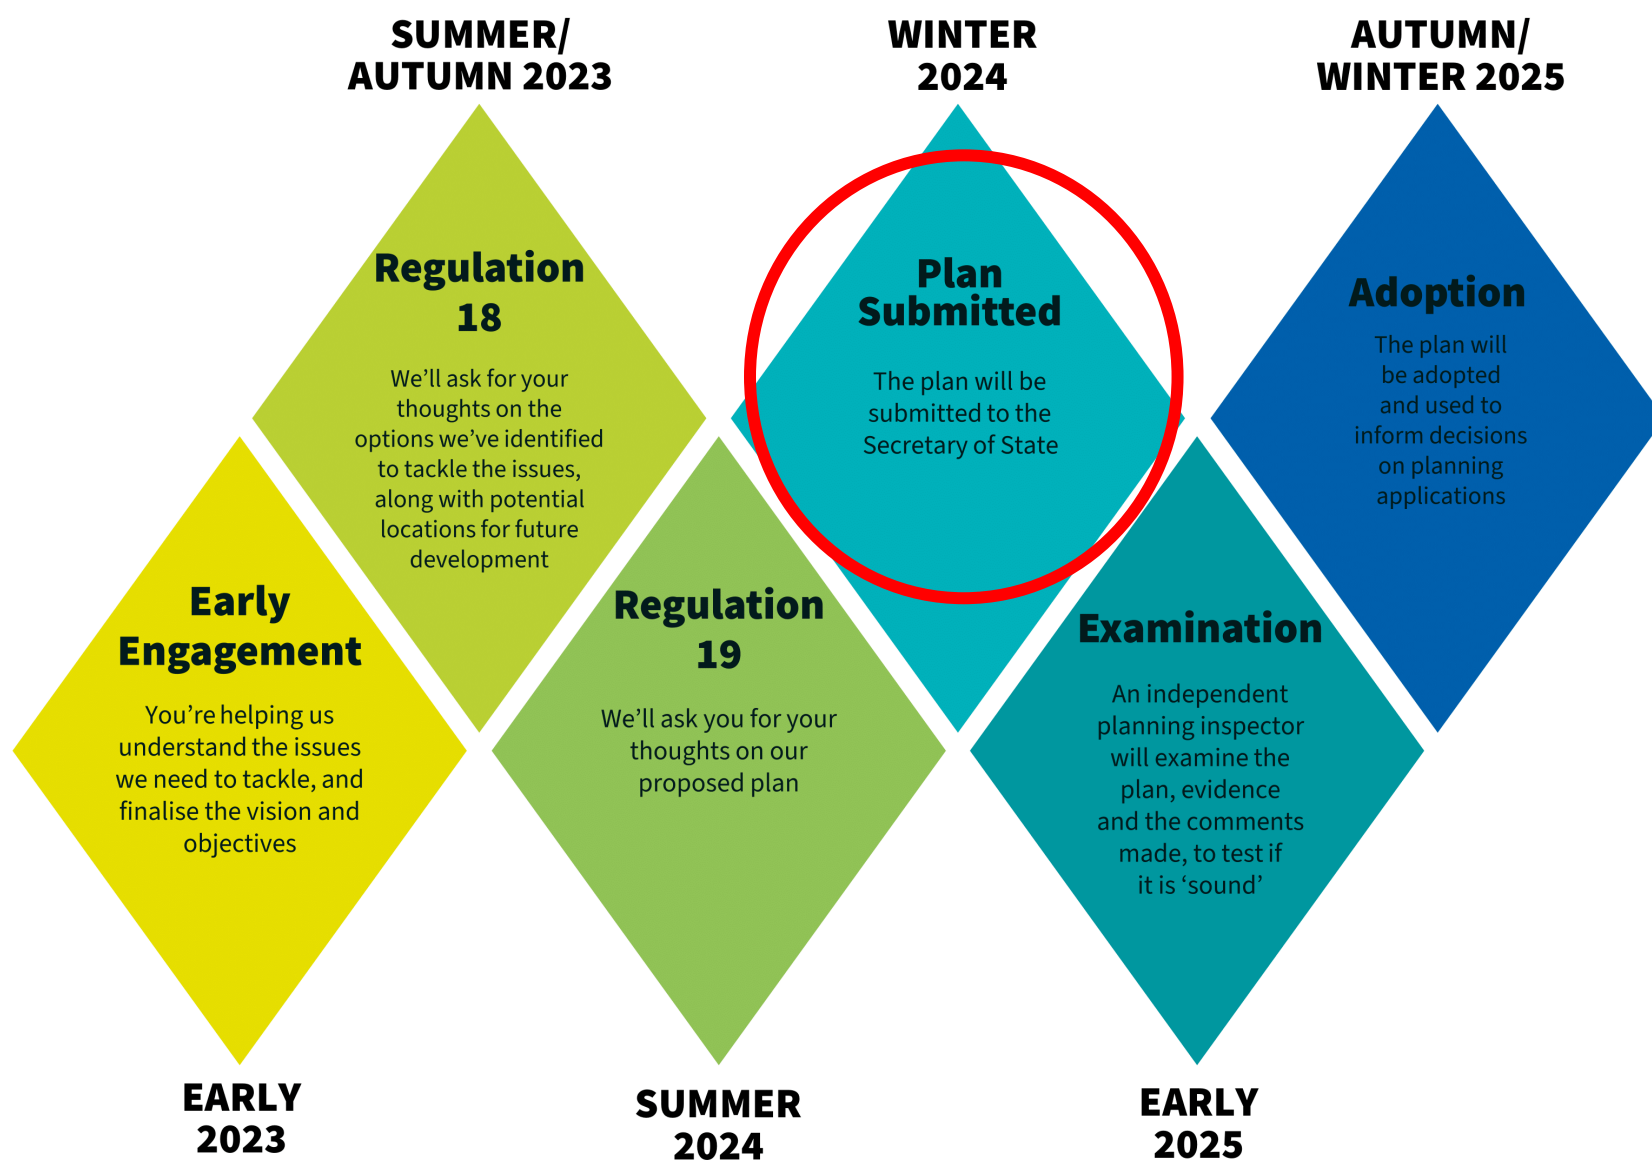 EARLY
2023
Early
Engagement
You're helping us
understand the issues
we need to tackle, and
finalise the vision and
objectives
SUMMER/
AUTUMN 2023
Regulation
18
We'll ask for your
thoughts on the
options we've identified
to tackle the issues,
along with potential
locations for future
development
SUMMER
2024
Regulation
19
We'll ask you for your
thoughts on our
proposed plan
WINTER
2024
Plan
Submitted
The plan will be
submitted to the
Secretary of State
EARLY
2025
Examination
An independent
planning inspector
will examine the
plan, evidence
and the comments
made, to test if
it is ‘sound’
AUTUMN/
WINTER 2025
Adoption
The plan will
be adopted
and used to
inform decisions
on planning
applications